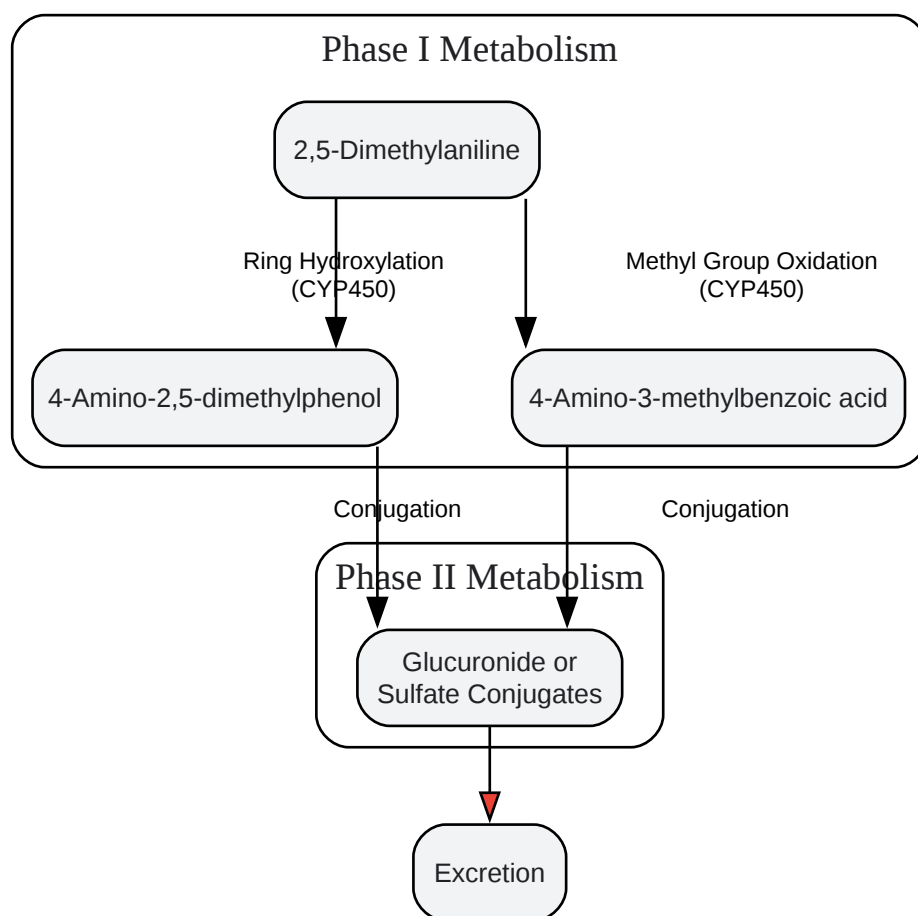 Phase I Metabolism
2,5-Dimethylaniline
Ring Hydroxylation
(CYP450)
Methyl Group Oxidation
(CYP450)
4-Amino-2,5-dimethylphenol
4-Amino-3-methylbenzoic acid
Conjugation
Conjugation
Phase II Metabolism
Glucuronide or
Sulfate Conjugates
Excretion